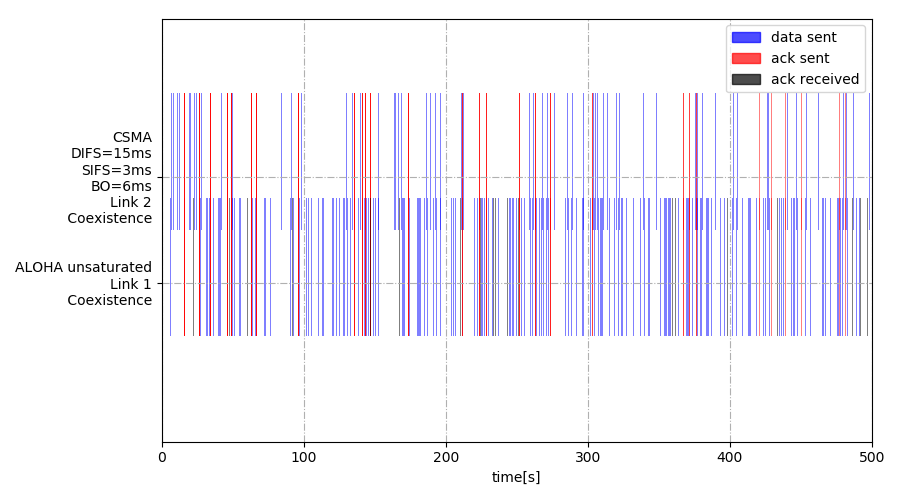 data sent
ack sent
ack received
CSMA
DIFS=15ms
SIFS=3ms
BO=6ms
Link 2
Coexistence
ALOHA unsaturated
Link 1
Coexistence
0 100 200 300 400 500
time[s]